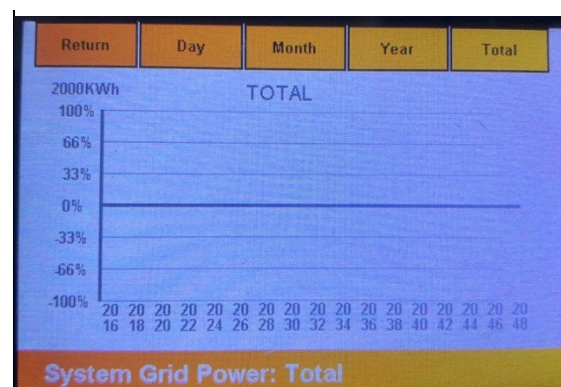 Return Day Month Year Total
2000KWh TOTAL
100%
66%
33%
0%
-33%
-66%
-100%
20 20 20 20 20 20 20 20 20 20 20 20 20 20 20 20 20
16 18 20 22 24 26 28 30 32 34 36 38 40 42 44 46 48
System Grid Power: Total